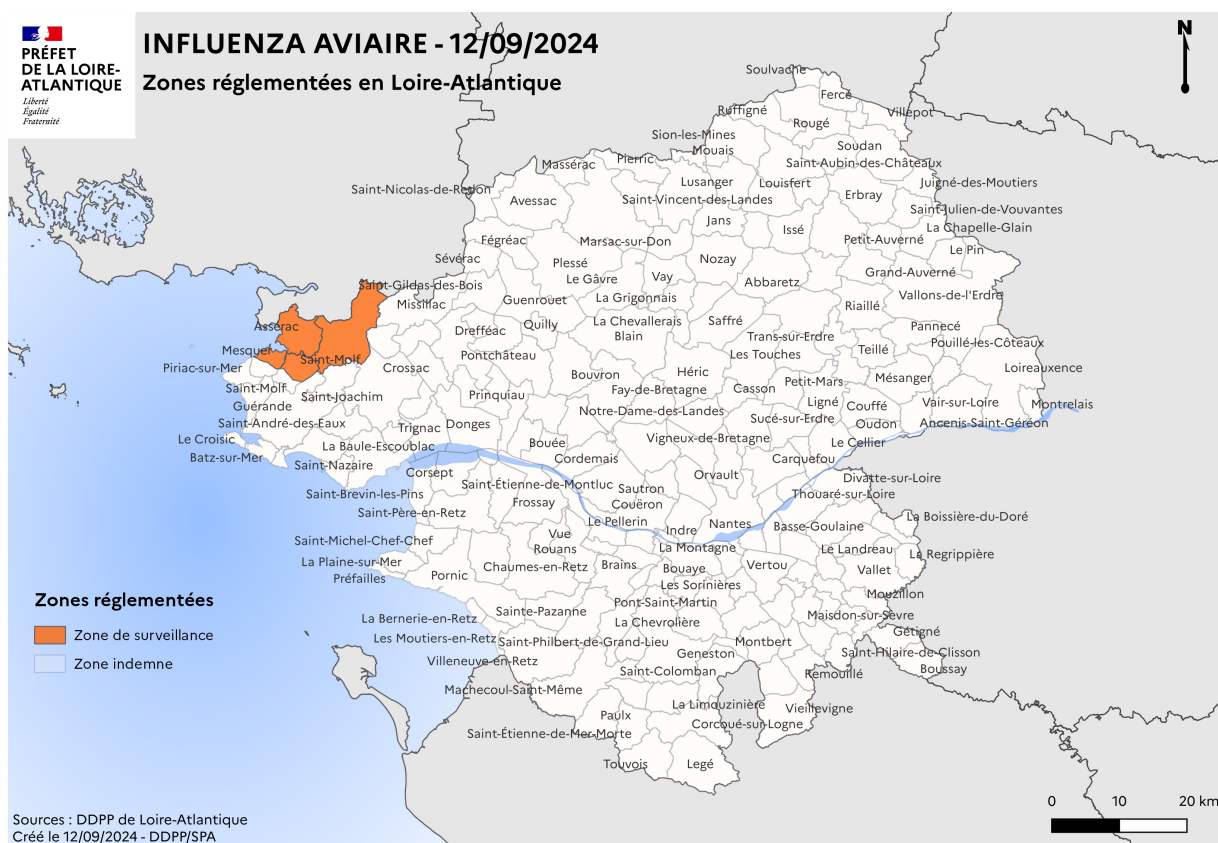 PRÉFET
DE LA LOIRE-
ATLANTIQUE
Liberté
Égalité
Fraternité
INFLUENZA AVIAIRE - 12/09/2024
Zones réglementées en Loire-Atlantique
N
Soulvache
Fercé
Ruffigné
Villepot
Rougé
Sion-les-Mines
Mouais
Soudan
Massérac
Pierric
Saint-Aubin-des-Châteaux
Saint-Nicolas-de-Redon
Lusanger
Louisfert
Juigné-des-Moutiers
Avessac
Saint-Vincent-des-Landes
Erbray
Saint-Julien-de-Vouvantes
Jans
Issé
La Chapelle-Glain
Fégréac
Marsac-sur-Don
Petit-Auverné
Le Pin
Sévérac
Plessé
Nozay
Le Gâvre
Vay
Abbaretz
Grand-Auverné
Saint-Gildas-des-Bois
Missillac
Guenrouet
La Grigonnais
Riaillé
Vallons-de-l'Erdre
Assérac
Drefféac
Quilly
La Chevallerais
Blain
Saffré
Trans-sur-Erdre
Pannecé
Pouillé-les-Côteaux
Mesquer
Saint-Molf
Pontchâteau
Les Touches
Teillé
Piriac-sur-Mer
Crossac
Bouvron
Héric
Petit-Mars
Mésanger
Loireauxence
Saint-Molf
Saint-Joachim
Prinquiau
Fay-de-Bretagne
Casson
Ligné
Couffé
Vair-sur-Loire
Montrelais
Guérande
Notre-Dame-des-Landes
Sucé-sur-Erdre
Oudon
Ancenis-Saint-Géréon
Saint-André-des-Eaux
Trignac
Donges
Le Croisic
La Baule-Escoublac
Bouée
Vigneux-de-Bretagne
Le Cellier
Batz-sur-Mer
Saint-Nazaire
Cordemais
Carquefou
Corsept
Orvault
Divatte-sur-Loire
Saint-Brevin-les-Pins
Saint-Étienne-de-Montluc
Sautron
Thouaré-sur-Loire
Frossay
Couëron
Saint-Père-en-Retz
Le Pellerin
Indre
Nantes
Basse-Goulaine
La Boissière-du-Doré
Saint-Michel-Chef-Chef
Vue
Rouans
La Montagne
Le Landreau
La Regrippière
La Plaine-sur-Mer
Préfailles
Pornic
Chaumes-en-Retz
Brains
Bouaye
Vertou
Vallet
Les Sorinières
Mouzillon
Pont-Saint-Martin
Sainte-Pazanne
Maisdon-sur-Sèvre
La Bernerie-en-Retz
La Chevrolière
Gétigné
Les Moutiers-en-Retz
Saint-Philbert-de-Grand-Lieu
Montbert
Geneston
Saint-Hilaire-de-Clisson
Villeneuve-en-Retz
Saint-Colomban
Remouillé
Boussay
Machecoul-Saint-Même
La Limouzinière
Vieillevigne
Paulx
Corcoué-sur-Logne
Saint-Étienne-de-Mer-Morte
Touvois
Legé
Zones réglementées
Zone de surveillance
Zone indemne
0 10 20 km
Sources : DDPP de Loire-Atlantique
Créé le 12/09/2024 - DDPP/SPA